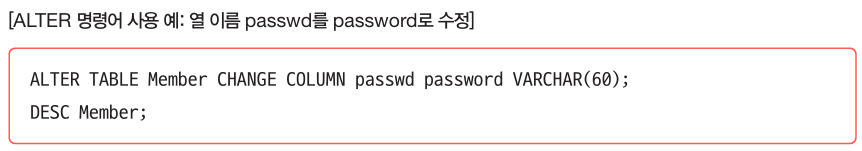 [ALTER 명령어 사용 예: 열 이름 passwd를 password로 수정]
ALTER TABLE Member CHANGE COLUMN passwd password VARCHAR(60);
DESC Member;